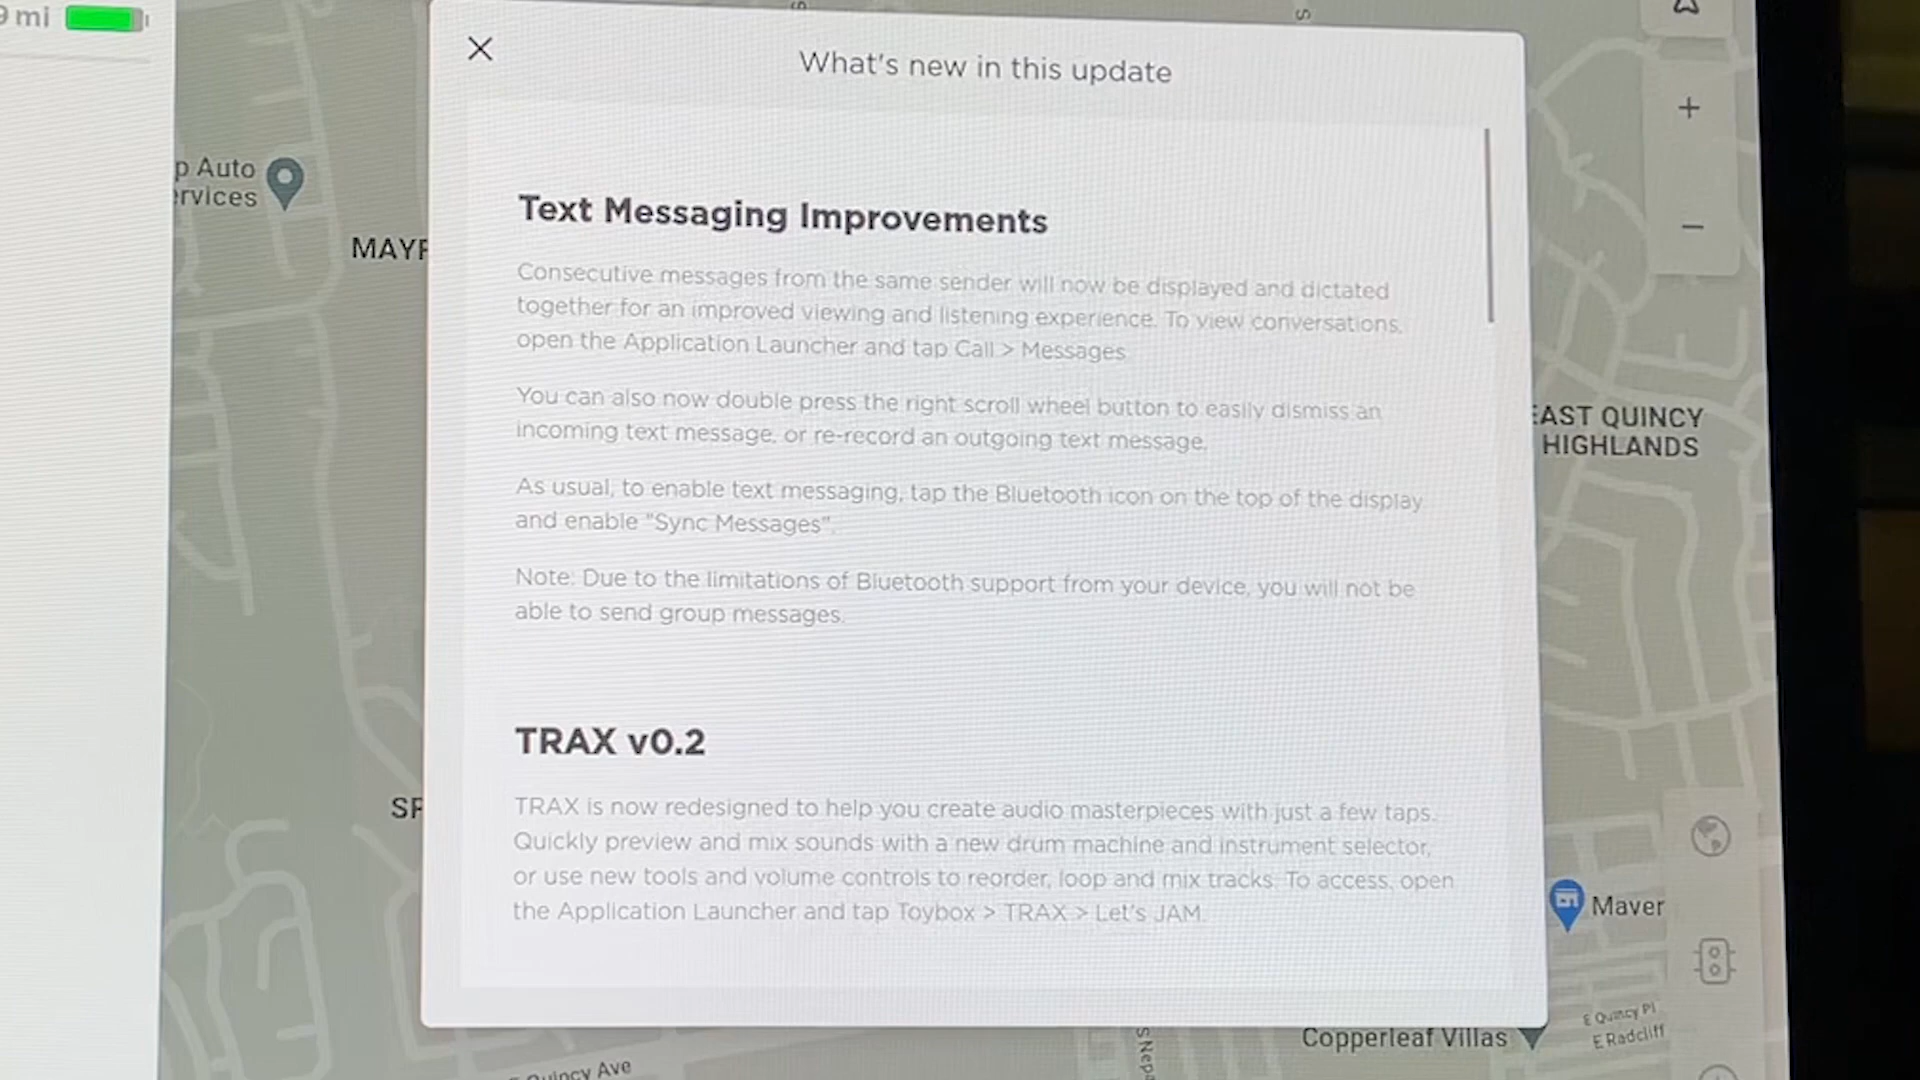 9 mi
What's new in this update
p Auto
ervices
MAYF
Text Messaging Improvements
Consecutive messages from the same sender will now be displayed and dictated
together for an improved viewing and listening experience. To view conversations,
open the Application Launcher and tap Call > Messages.
You can also now double press the right scroll wheel button to easily dismiss an
incoming text message, or re-record an outgoing text message.
As usual, to enable text messaging, tap the Bluetooth icon on the top of the display
and enable "Sync Messages".
Note: Due to the limitations of Bluetooth support from your device, you will not be
able to send group messages.
EAST QUINCY
HIGHLANDS
TRAX v0.2
SP
TRAX is now redesigned to help you create audio masterpieces with just a few taps.
Quickly preview and mix sounds with a new drum machine and instrument selector,
or use new tools and volume controls to reorder, loop and mix tracks. To access, open
the Application Launcher and tap Toybox > TRAX > Let's JAM.
Maver
Copperleaf Villas
E Quincy Pl
E Radcliff
S Nepa
E Quincy Ave